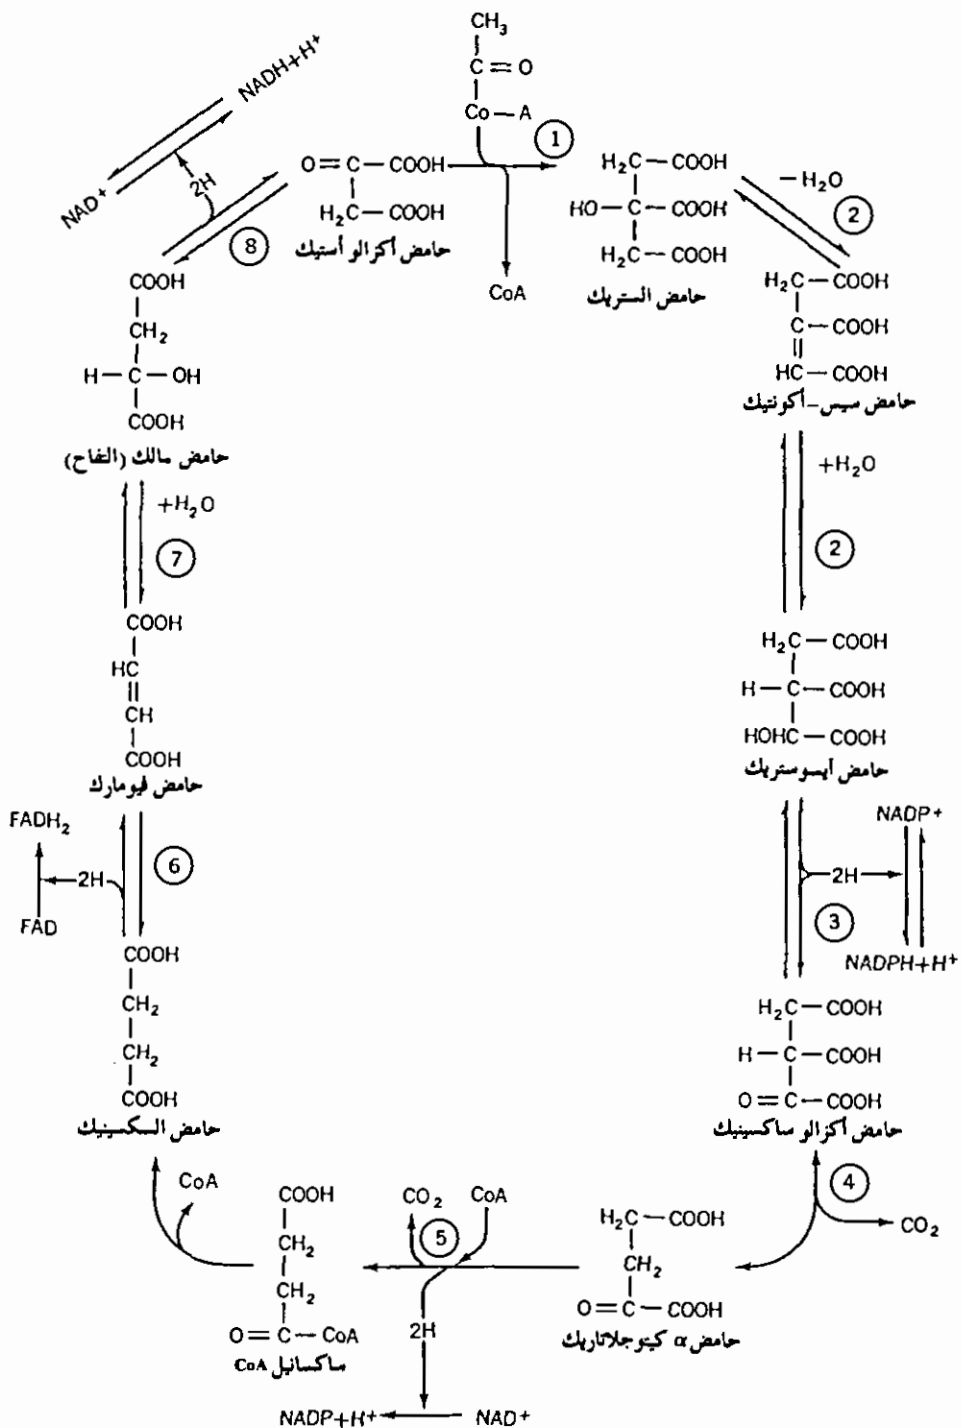 CH₃
C=O
Co—A
NADH+H⁺
2H
NAD⁺
8
O=C—COOH
H₂C—COOH
حامض أكزالو أستيك
1
CoA
H₂C—COOH
HO—C—COOH
H₂C—COOH
حامض الستريك
−H₂O
2
H₂C—COOH
C—COOH
HC—COOH
حامض سيس-أكونتيك
+H₂O
2
H₂C—COOH
H—C—COOH
HOHC—COOH
حامض أيسوستريك
NADP+
2H
3
NADPH+H⁺
H₂C—COOH
H—C—COOH
O=C—COOH
حامض أكزالو ساكسينيك
4
CO₂
H₂C—COOH
CH₂
O=C—COOH
حامض α كيتوجلاتاريك
CoA
5
CO₂
2H
NAD⁺
NADP+H⁺
COOH
CH₂
CH₂
O=C—CoA
ساكسانيل CoA
CoA
COOH
CH₂
CH₂
COOH
حامض السكسينيك
6
2H
FADH₂
FAD
COOH
HC
CH
COOH
حامض فيومارك
7
+H₂O
COOH
CH₂
H—C—OH
COOH
حامض مالك (التفاح)